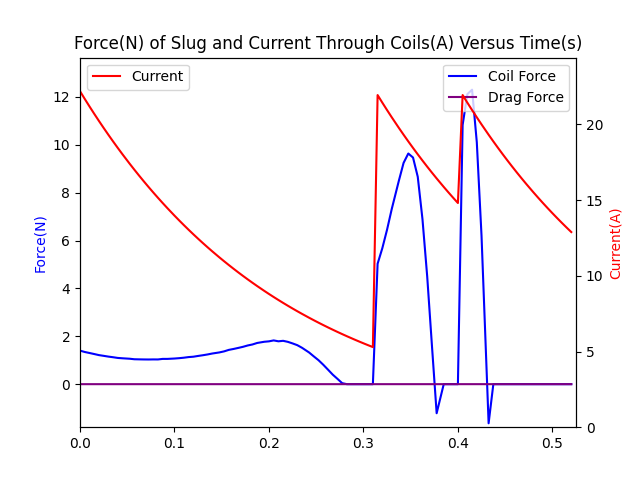 Force(N) of Slug and Current Through Coils(A) Versus Time(s)
Current
Coil Force
Drag Force
Force(N)
12
10
8
6
4
2
0
20
15
10
5
0
Current(A)
0.0 0.1 0.2 0.3 0.4 0.5